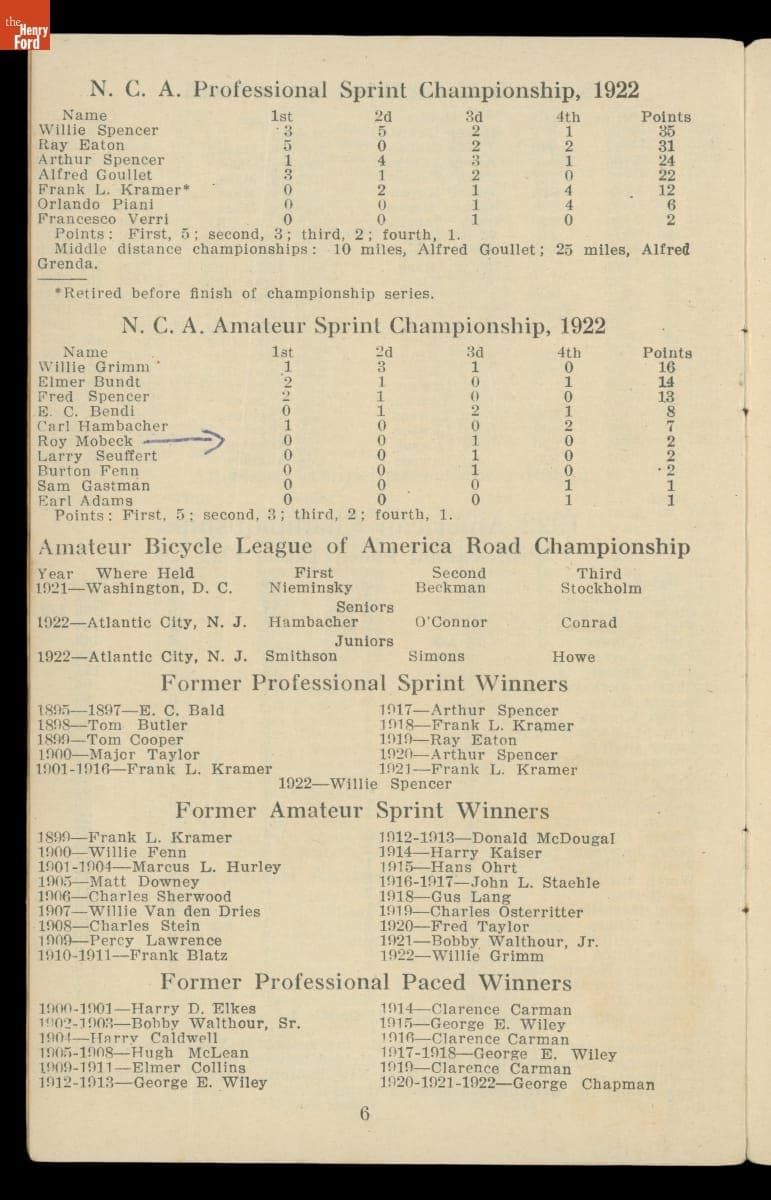 the
Henry
Ford
N. C. A. Professional Sprint Championship, 1922
Name 1st 2d 3d 4th Points
Willie Spencer 3 5 2 1 35
Ray Eaton 5 0 2 2 31
Arthur Spencer 1 4 3 1 24
Alfred Goullet 3 1 2 0 22
Frank L. Kramer* 0 2 1 4 12
Orlando Piani 0 0 1 4 6
Francesco Verri 0 0 1 0 2
Points: First, 5; second, 3; third, 2; fourth, 1.
Middle distance championships: 10 miles, Alfred Goullet; 25 miles, Alfred
Grenda.
*Retired before finish of championship series.
N. C. A. Amateur Sprint Championship, 1922
Name 1st 2d 3d 4th Points
Willie Grimm 1 3 1 0 16
Elmer Bundt 2 1 0 1 14
Fred Spencer 2 1 0 0 13
E. C. Bendi 0 1 2 1 8
Carl Hambacher 1 0 0 2 7
Roy Mobeck 0 0 1 0 2
Larry Seuffert 0 0 1 0 2
Burton Fenn 0 0 1 0 2
Sam Gastman 0 0 0 1 1
Earl Adams 0 0 0 1 1
Points: First, 5; second, 3; third, 2; fourth, 1.
Amateur Bicycle League of America Road Championship
Year Where Held First Second Third
1921—Washington, D. C. Nieminsky Beckman Stockholm
Seniors
1922—Atlantic City, N. J. Hambacher O'Connor Conrad
Juniors
1922—Atlantic City, N. J. Smithson Simons Howe
Former Professional Sprint Winners
1895—1897—E. C. Bald 1917—Arthur Spencer
1898—Tom Butler 1918—Frank L. Kramer
1899—Tom Cooper 1919—Ray Eaton
1900—Major Taylor 1920—Arthur Spencer
1901-1916—Frank L. Kramer 1921—Frank L. Kramer
1922—Willie Spencer
Former Amateur Sprint Winners
1899—Frank L. Kramer 1912-1913—Donald McDougal
1900—Willie Fenn 1914—Harry Kaiser
1901-1904—Marcus L. Hurley 1915—Hans Ohrt
1905—Matt Downey 1916-1917—John L. Staehle
1906—Charles Sherwood 1918—Gus Lang
1907—Willie Van den Dries 1919—Charles Osterritter
1908—Charles Stein 1920—Fred Taylor
1909—Percy Lawrence 1921—Bobby Walthour, Jr.
1910-1911—Frank Blatz 1922—Willie Grimm
Former Professional Paced Winners
1900-1901—Harry D. Elkes 1914—Clarence Carman
1902-1903—Bobby Walthour, Sr. 1915—George E. Wiley
1904—Harry Caldwell 1916—Clarence Carman
1905-1908—Hugh McLean 1917-1918—George E. Wiley
1909-1911—Elmer Collins 1919—Clarence Carman
1912-1913—George E. Wiley 1920-1921-1922—George Chapman
6